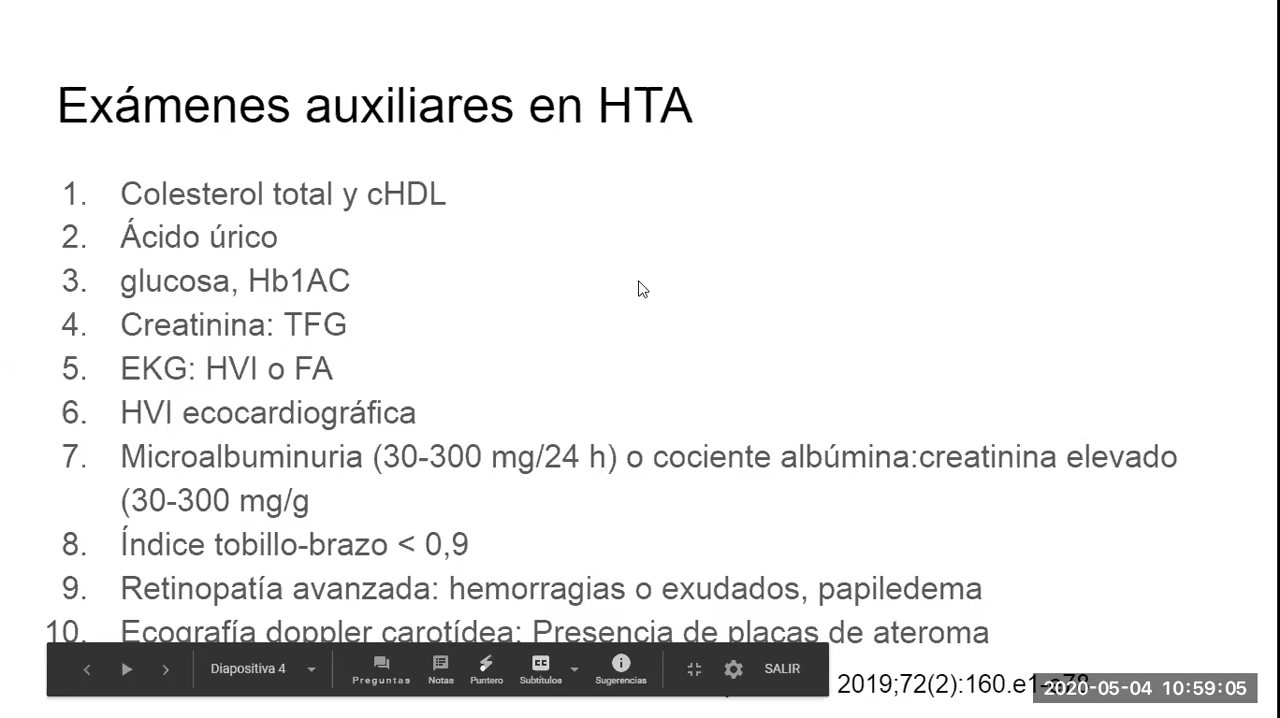 Exámenes auxiliares en HTA
1. Colesterol total y cHDL
2. Ácido úrico
3. glucosa, Hb1AC
4. Creatinina: TFG
5. EKG: HVI o FA
6. HVI ecocardiográfica
7. Microalbuminuria (30-300 mg/24 h) o cociente albúmina:creatinina elevado
(30-300 mg/g
8. Índice tobillo-brazo < 0,9
9. Retinopatía avanzada: hemorragias o exudados, papiledema
10. Ecografía doppler carotídea: Presencia de placas de ateroma
Diapositiva 4
Preguntas Notas Puntero Subtítulos Sugerencias SALIR
2019;72(2):160.e1-e78
2020-05-04 10:59:05